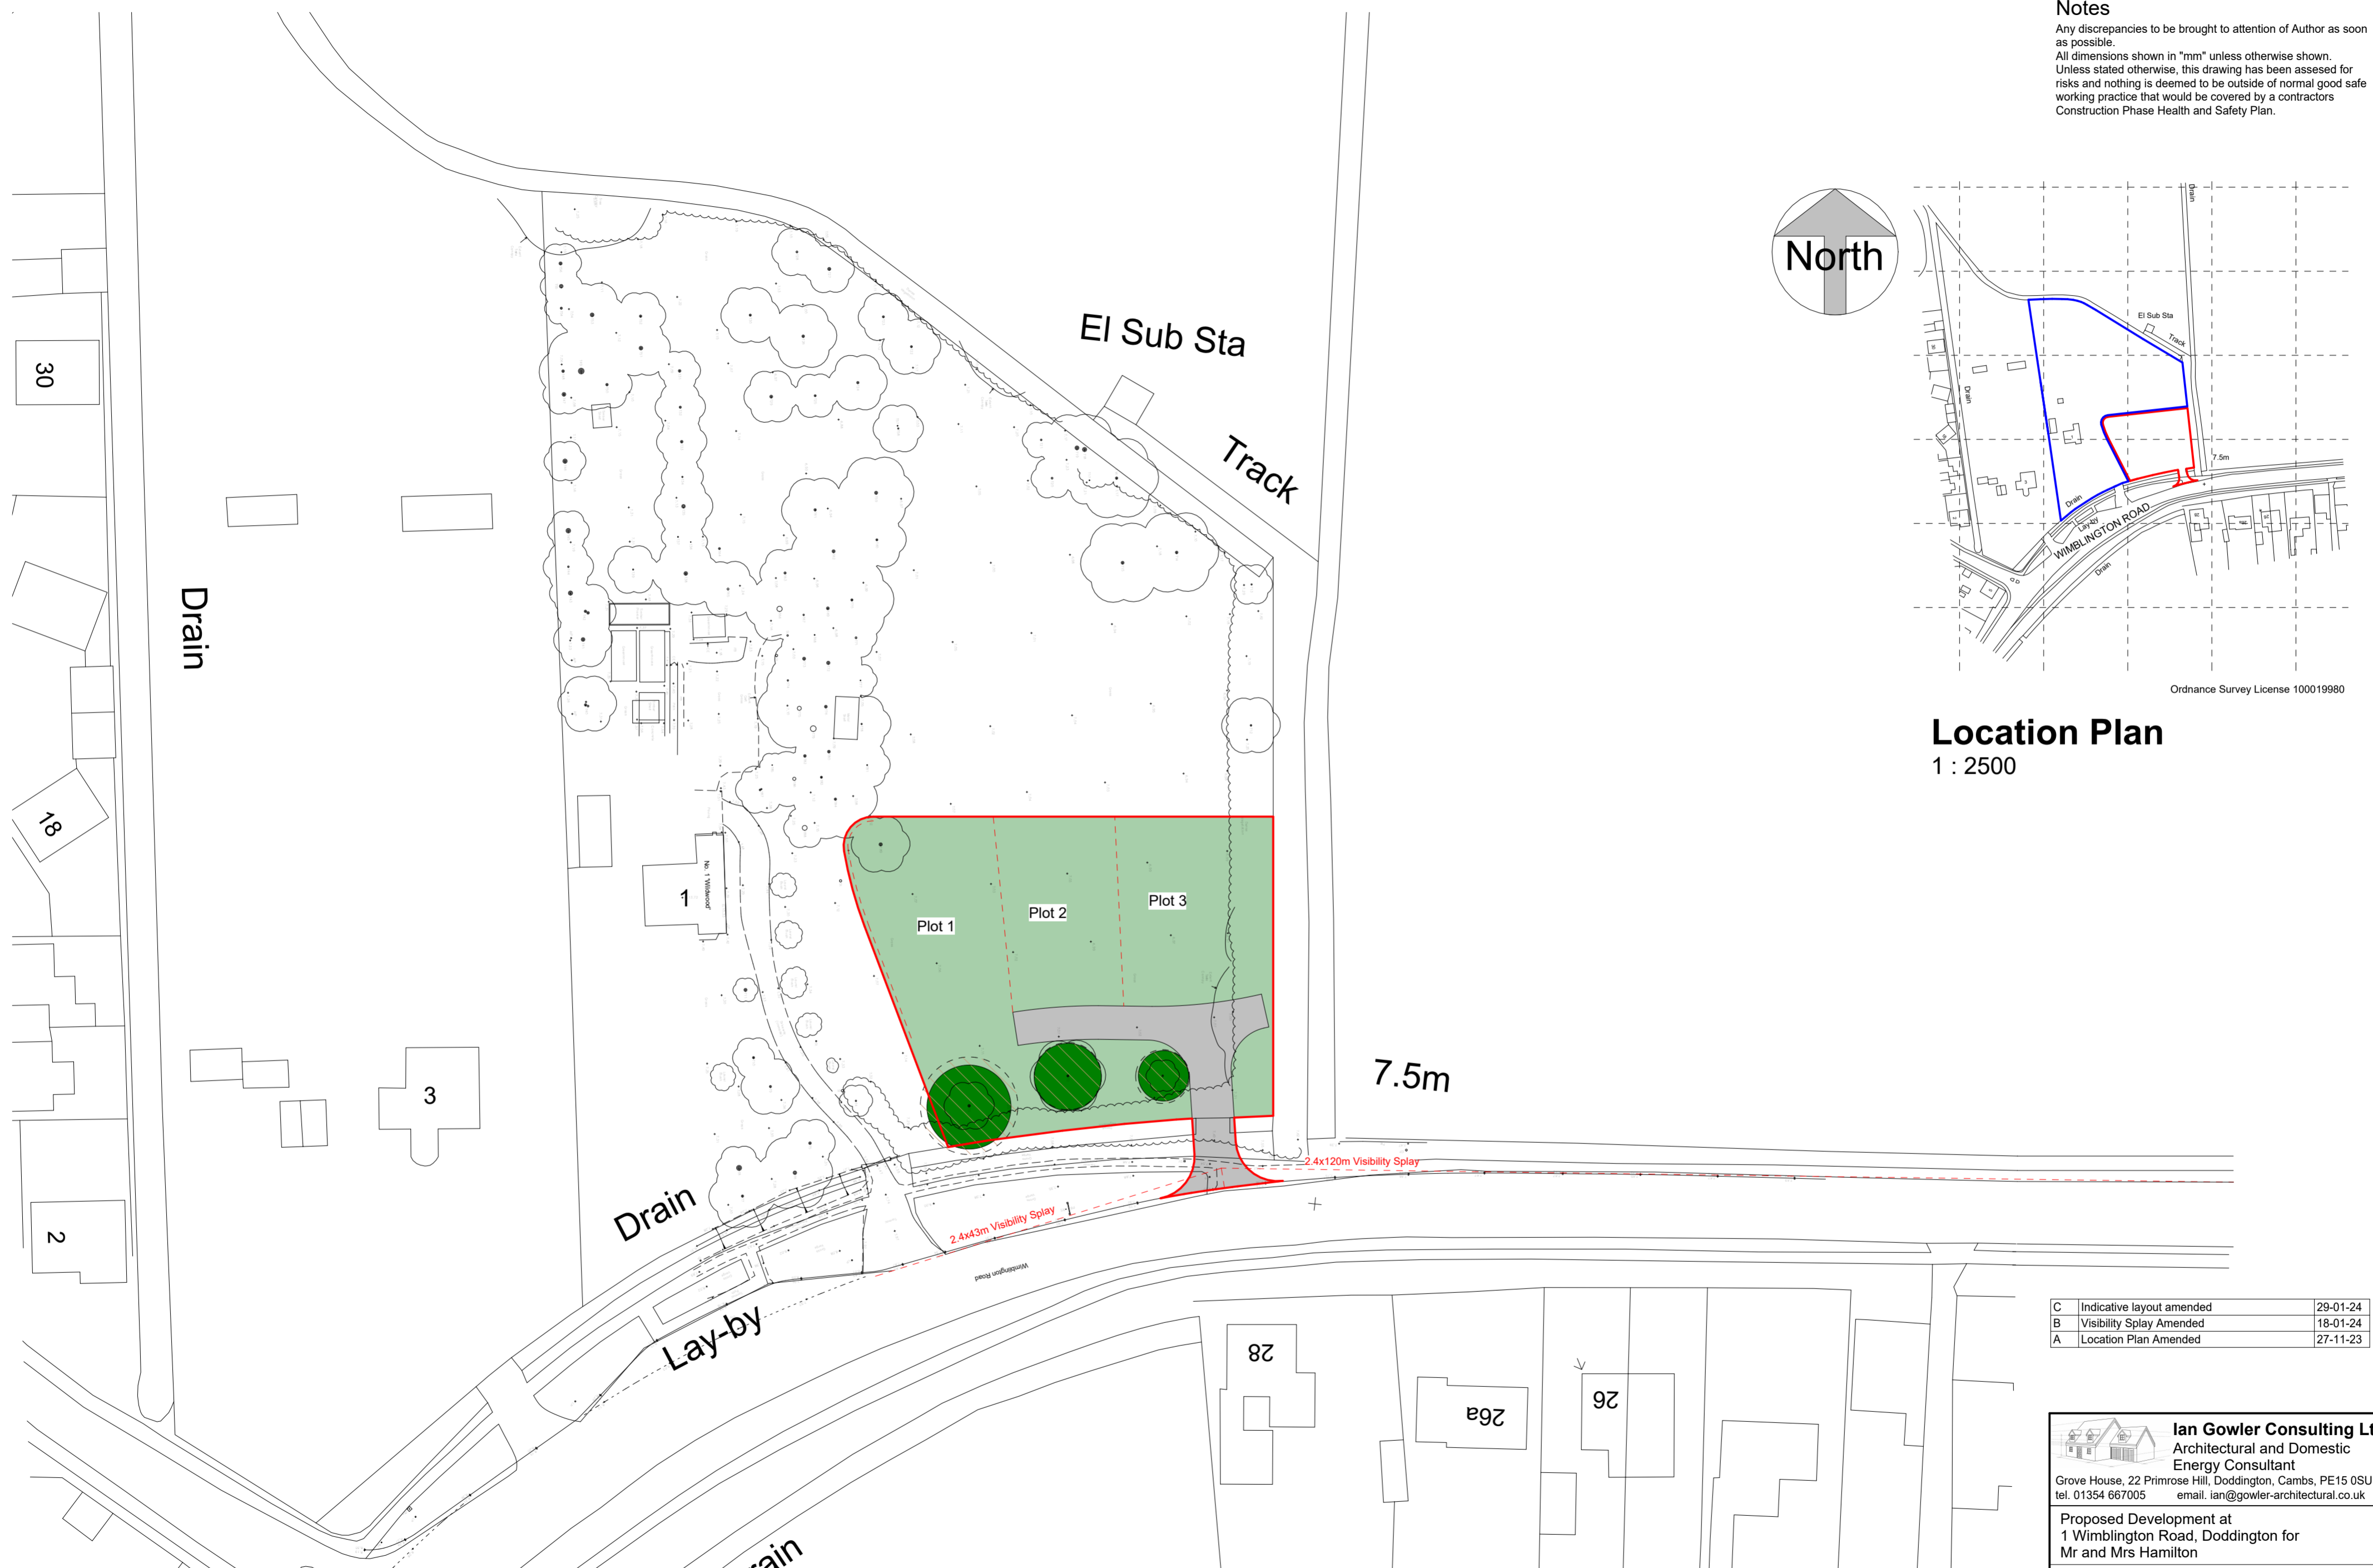 Notes
Any discrepancies to be brought to attention of Author as soon
as possible.
All dimensions shown in "mm" unless otherwise shown.
Unless stated otherwise, this drawing has been assesed for
risks and nothing is deemed to be outside of normal good safe
working practice that would be covered by a contractors
Construction Phase Health and Safety Plan.
North
Drain
El Sub Sta
Track
Drain
7.5m
Drain
Lay-by
WIMBLINGTON ROAD
Drain
Ordnance Survey License 100019980
Location Plan
1 : 2500
El Sub Sta
Track
30
Drain
18
1
No. 1 'Wildwood'
Plot 1
Plot 2
Plot 3
3
7.5m
2
Drain
2.4x120m Visibility Splay
2.4x43m Visibility Splay
Wimblington Road
Lay-by
28
26a
26
rain
C Indicative layout amended 29-01-24
B Visibility Splay Amended 18-01-24
A Location Plan Amended 27-11-23
Ian Gowler Consulting Lt
Architectural and Domestic
Energy Consultant
Grove House, 22 Primrose Hill, Doddington, Cambs, PE15 0SU
tel. 01354 667005 email. ian@gowler-architectural.co.uk
Proposed Development at
1 Wimblington Road, Doddington for
Mr and Mrs Hamilton